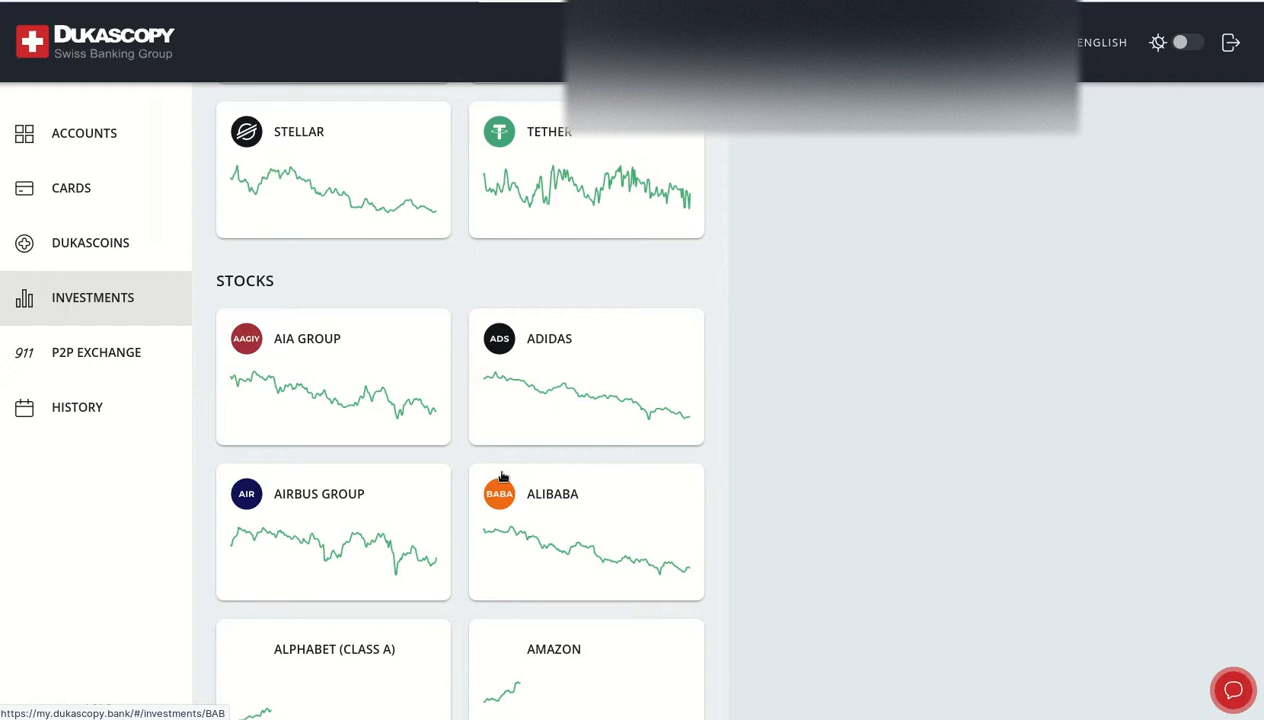 DUKASCOPY
Swiss Banking Group
ENGLISH
ACCOUNTS
CARDS
DUKASCOINS
INVESTMENTS
911 P2P EXCHANGE
HISTORY
STELLAR
TETHER
STOCKS
AAGIY AIA GROUP
ADS ADIDAS
AIR AIRBUS GROUP
BABA ALIBABA
ALPHABET (CLASS A)
AMAZON
https://my.dukascopy.bank/#/investments/BAB